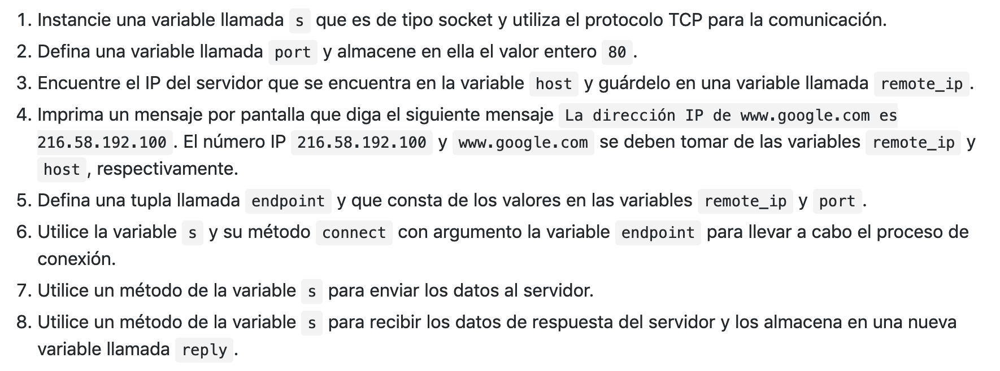 1. Instancie una variable llamada s que es de tipo socket y utiliza el protocolo TCP para la comunicación.
2. Defina una variable llamada port y almacene en ella el valor entero 80 .
3. Encuentre el IP del servidor que se encuentra en la variable host y guárdelo en una variable llamada remote_ip .
4. Imprima un mensaje por pantalla que diga el siguiente mensaje La dirección IP de www.google.com es
216.58.192.100 . El número IP 216.58.192.100 y www.google.com se deben tomar de las variables remote_ip y
host , respectivamente.
5. Defina una tupla llamada endpoint y que consta de los valores en las variables remote_ip y port .
6. Utilice la variable s y su método connect con argumento la variable endpoint para llevar a cabo el proceso de
conexión.
7. Utilice un método de la variable s para enviar los datos al servidor.
8. Utilice un método de la variable s para recibir los datos de respuesta del servidor y los almacena en una nueva
variable llamada reply .